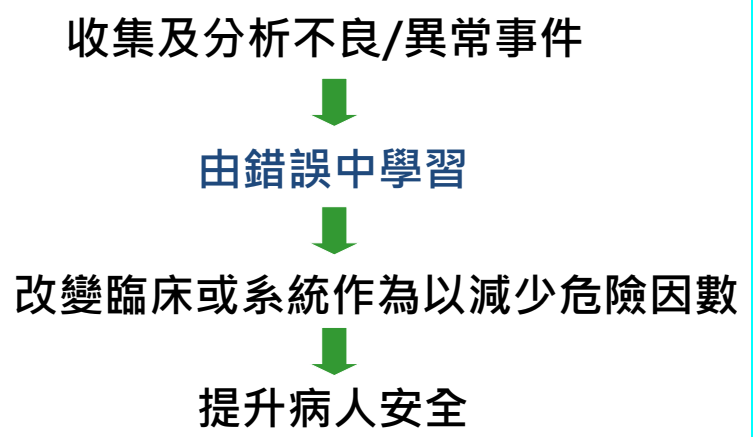 收集及分析不良/異常事件
由錯誤中學習
改變臨床或系統作為以減少危險因數
提升病人安全